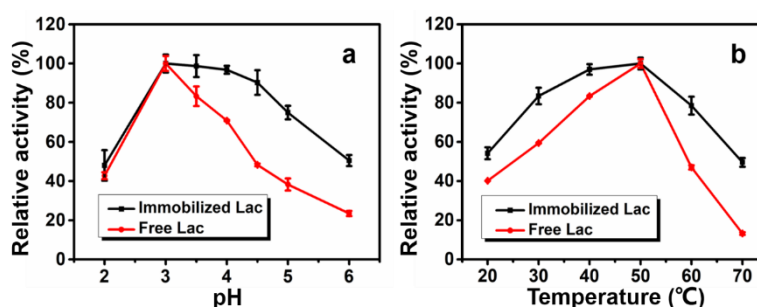 120
100
80
60
40
20
0
Relative activity (%)
a
Immobilized Lac
Free Lac
2 3 4 5 6
pH
120
100
80
60
40
20
0
Relative activity (%)
b
Immobilized Lac
Free Lac
20 30 40 50 60 70
Temperature (℃)